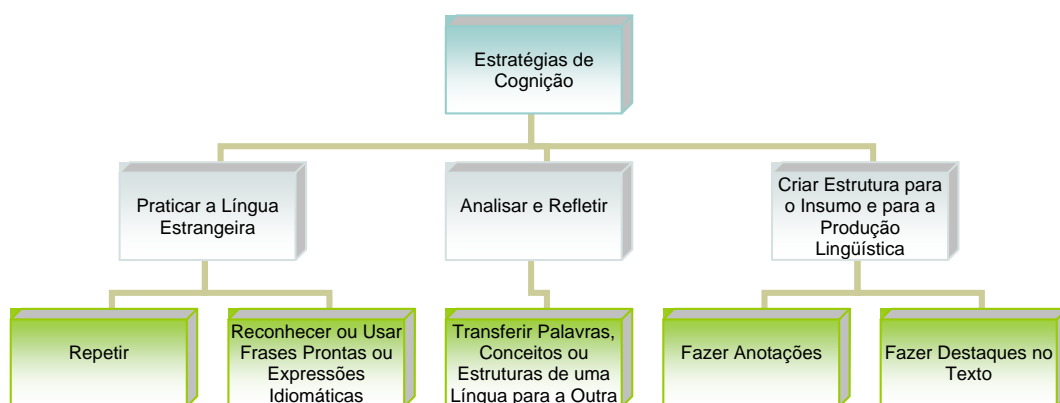 Estratégias de
Cognição
Praticar a Língua
Estrangeira
Analisar e Refletir
Criar Estrutura para
o Insumo e para a
Produção
Lingüística
Repetir
Reconhecer ou Usar
Frases Prontas ou
Expressões
Idiomáticas
Transferir Palavras,
Conceitos ou
Estruturas de uma
Língua para a Outra
Fazer Anotações
Fazer Destaques no
Texto